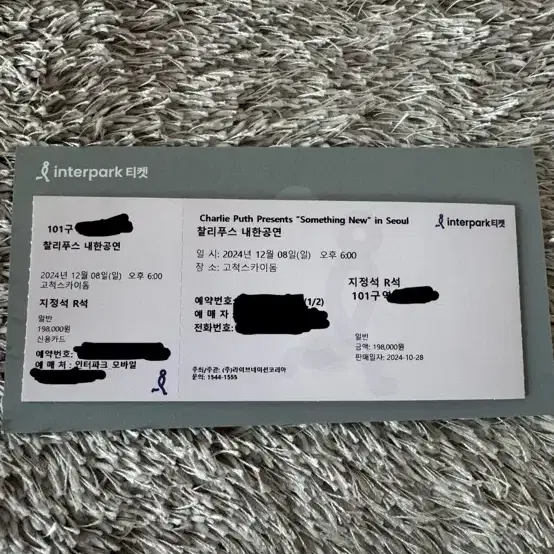 interpark 티켓
101구
찰리푸스 내한공연
2024년 12월 08일(일) 오후 6:00
고척스카이돔
지정석 R석
일반
198,000원
신용카드
예약번호:
예 매 처 : 인터파크 모바일
Charlie Puth Presents "Something New" in Seoul
찰리푸스 내한공연
일 시 : 2024년 12월 08일(일) 오후 6:00
장 소 : 고척스카이돔
예약번호: (1/2)
예 매 자 :
전화번호:
주최/주관: (주)라이브네이션코리아
문의: 1544-1555
interpark 티켓
지정석 R석
101구역
일반
금액: 198,000원
판매일자: 2024-10-28